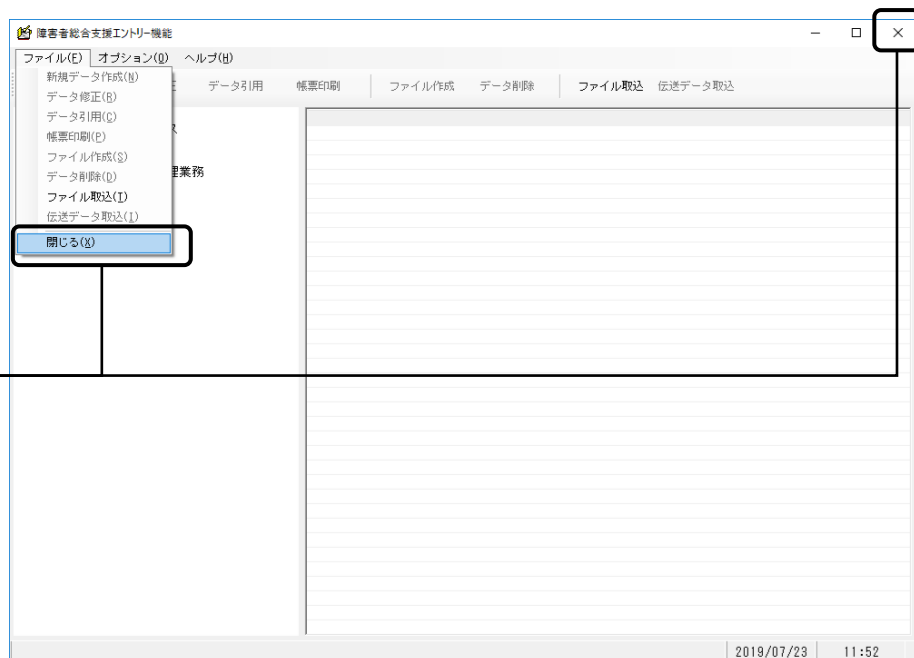 障害者総合支援エントリー機能
ファイル(F) オプション(O) ヘルプ(H)
データ引用 帳票印刷 ファイル作成 データ削除 ファイル取込 伝送データ取込
新規データ作成(N)
データ修正(R)
データ引用(C)
帳票印刷(P)
ファイル作成(S)
データ削除(D)
ファイル取込(T)
伝送データ取込(I)
閉じる(X)
理業務
2019/07/23 11:52